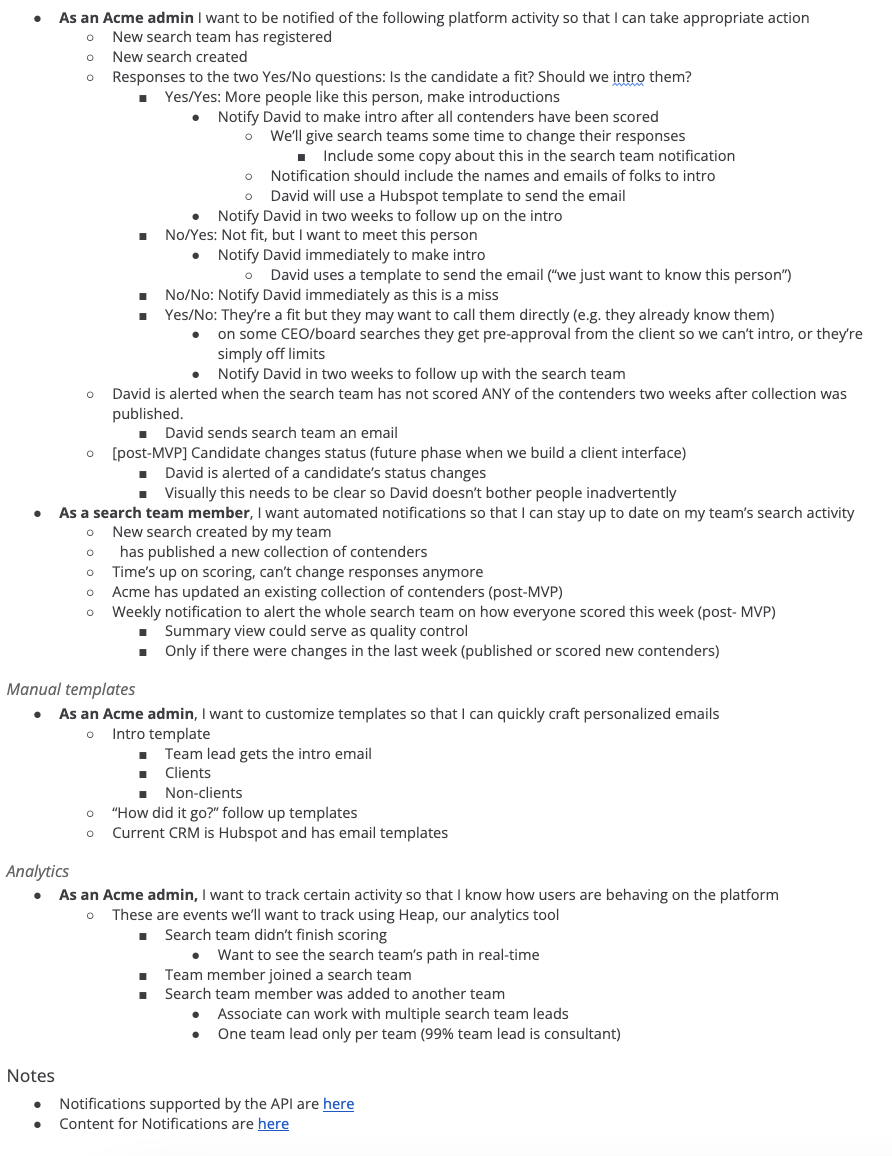 As an Acme admin I want to be notified of the following platform activity so that I can take appropriate action
New search team has registered
New search created
Responses to the two Yes/No questions: Is the candidate a fit? Should we intro them?
Yes/Yes: More people like this person, make introductions
Notify David to make intro after all contenders have been scored
We'll give search teams some time to change their responses
Include some copy about this in the search team notification
Notification should include the names and emails of folks to intro
David will use a Hubspot template to send the email
Notify David in two weeks to follow up on the intro
No/Yes: Not fit, but I want to meet this person
Notify David immediately to make intro
David uses a template to send the email (“we just want to know this person”)
No/No: Notify David immediately as this is a miss
Yes/No: They're a fit but they may want to call them directly (e.g. they already know them)
on some CEO/board searches they get pre-approval from the client so we can't intro, or they're
simply off limits
Notify David in two weeks to follow up with the search team
David is alerted when the search team has not scored ANY of the contenders two weeks after collection was
published.
David sends search team an email
[post-MVP] Candidate changes status (future phase when we build a client interface)
David is alerted of a candidate's status changes
Visually this needs to be clear so David doesn't bother people inadvertently
As a search team member, I want automated notifications so that I can stay up to date on my team's search activity
New search created by my team
has published a new collection of contenders
Time's up on scoring, can't change responses anymore
Acme has updated an existing collection of contenders (post-MVP)
Weekly notification to alert the whole search team on how everyone scored this week (post- MVP)
Summary view could serve as quality control
Only if there were changes in the last week (published or scored new contenders)
Manual templates
As an Acme admin, I want to customize templates so that I can quickly craft personalized emails
Intro template
Team lead gets the intro email
Clients
Non-clients
“How did it go?” follow up templates
Current CRM is Hubspot and has email templates
Analytics
As an Acme admin, I want to track certain activity so that I know how users are behaving on the platform
These are events we'll want to track using Heap, our analytics tool
Search team didn't finish scoring
Want to see the search team's path in real-time
Team member joined a search team
Search team member was added to another team
Associate can work with multiple search team leads
One team lead only per team (99% team lead is consultant)
Notes
Notifications supported by the API are here
Content for Notifications are here